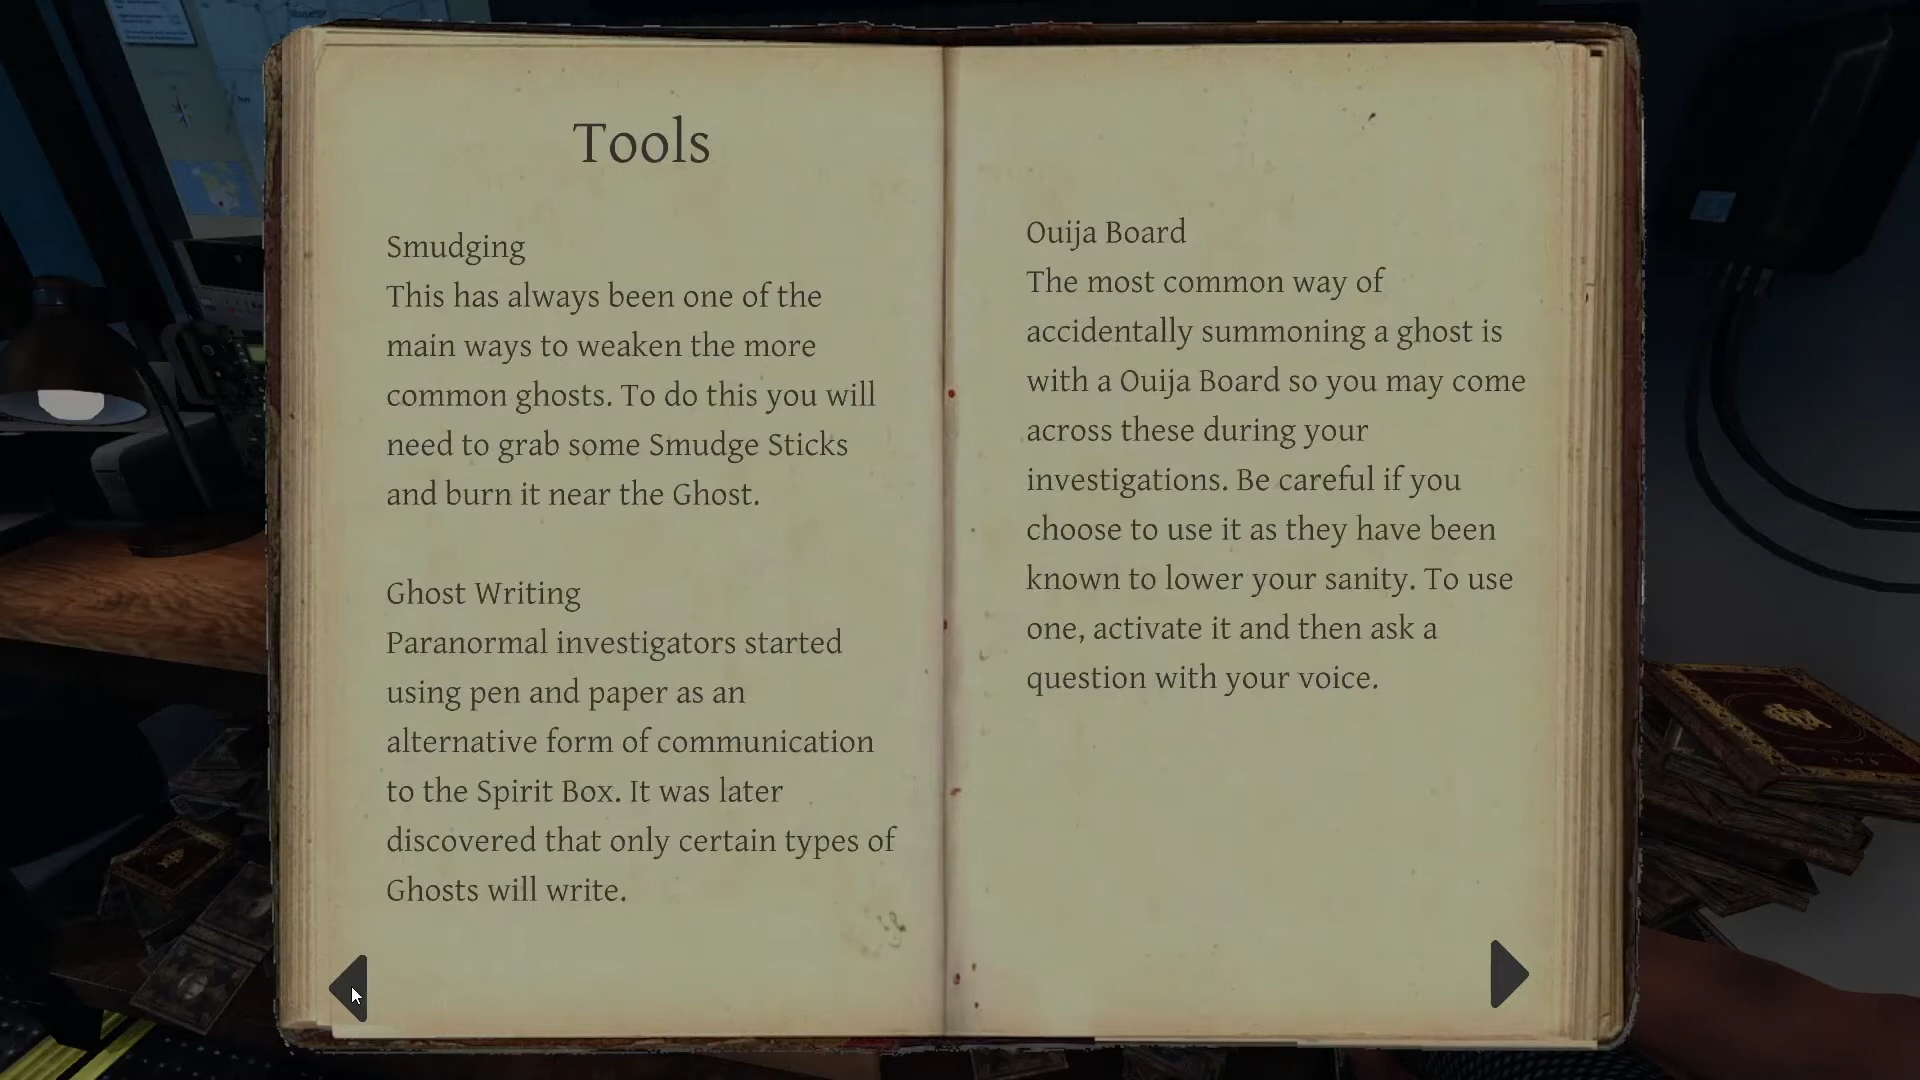 Tools
Smudging
This has always been one of the
main ways to weaken the more
common ghosts. To do this you will
need to grab some Smudge Sticks
and burn it near the Ghost.
Ghost Writing
Paranormal investigators started
using pen and paper as an
alternative form of communication
to the Spirit Box. It was later
discovered that only certain types of
Ghosts will write.
Ouija Board
The most common way of
accidentally summoning a ghost is
with a Ouija Board so you may come
across these during your
investigations. Be careful if you
choose to use it as they have been
known to lower your sanity. To use
one, activate it and then ask a
question with your voice.